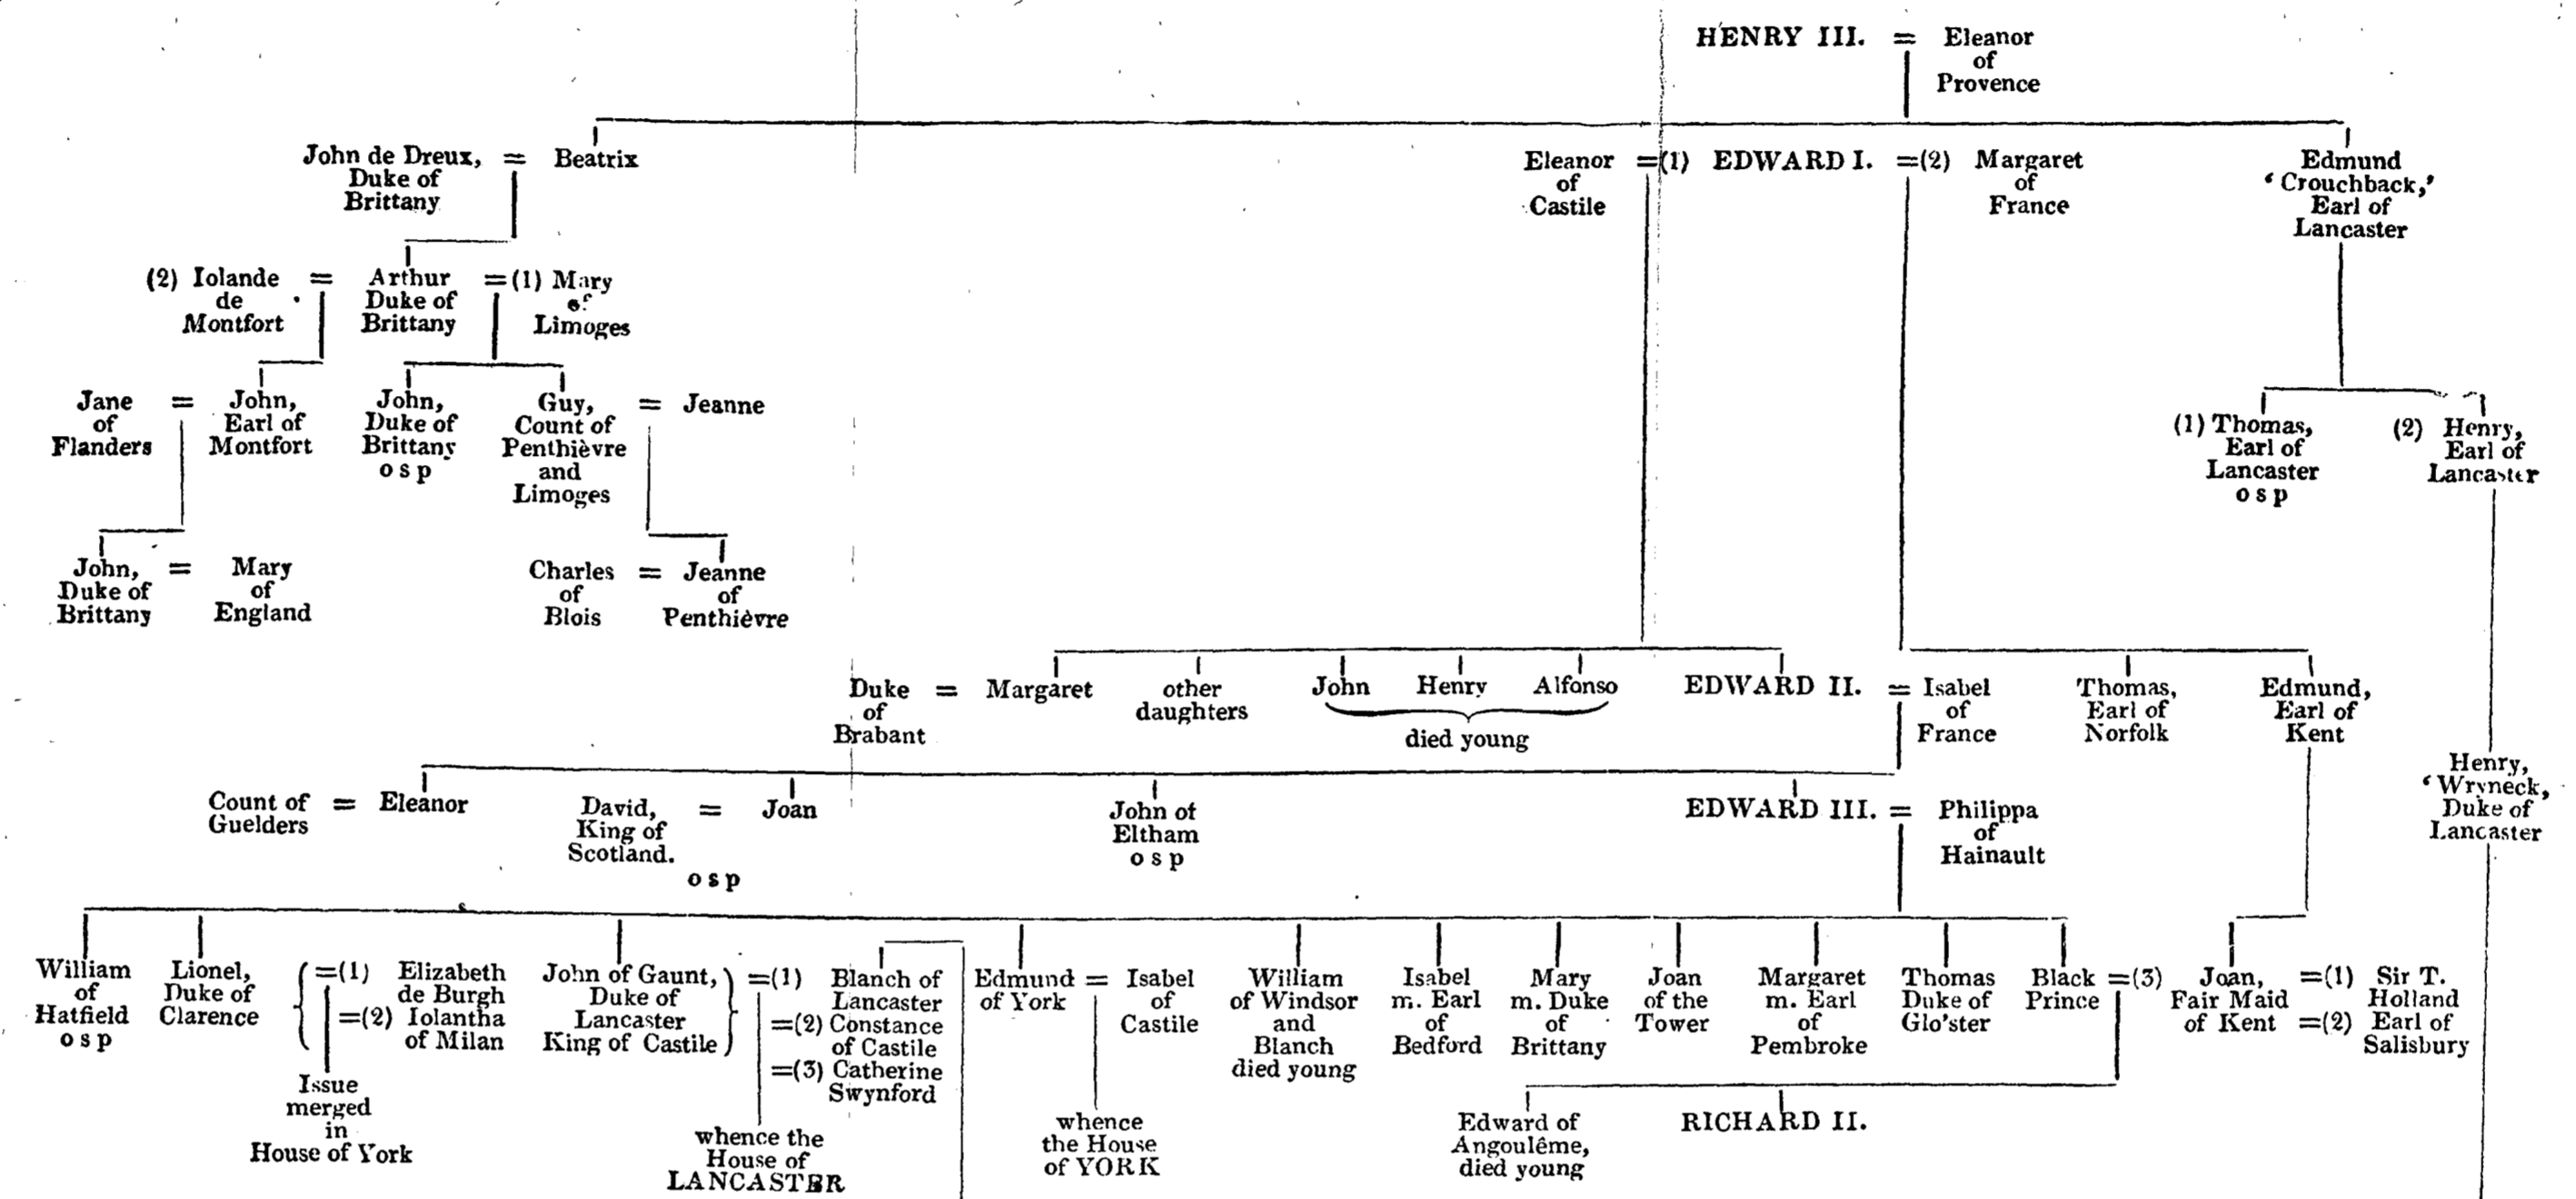 HENRY III. = Eleanor
of
Provence
John de Dreux, = Beatrix
Duke of
Brittany
Eleanor =(1) EDWARD I. =(2) Margaret
of
Castile
of
France
Edmund
‘Crouchback,’
Earl of
Lancaster
(2) Iolande = Arthur =(1) Mary
de
Montfort
Duke of
Brittany
of
Limoges
Jane = John,
of
Flanders
Earl of
Montfort
John,
Duke of
Brittany
o s p
Guy, = Jeanne
Count of
Penthièvre
and
Limoges
(1) Thomas,
Earl of
Lancaster
o s p
(2) Henry,
Earl of
Lancaster
John, = Mary
Duke of
Brittany
of
England
Charles = Jeanne
of
Blois
of
Penthièvre
Duke = Margaret
of
Brabant
other
daughters
John Henry Alfonso
died young
EDWARD II. = Isabel
of
France
Thomas,
Earl of
Norfolk
Edmund,
Earl of
Kent
Henry,
‘Wryneck,
Duke of
Lancaster
Count of = Eleanor
Guelders
David, = Joan
King of
Scotland.
o s p
John of
Eltham
o s p
EDWARD III. = Philippa
of
Hainault
William
of
Hatfield
o s p
Lionel,
Duke of
Clarence
=(1) Elizabeth
de Burgh
=(2) Iolantha
of Milan
Issue
merged
in
House of York
John of Gaunt,
Duke of
Lancaster
King of Castile
=(1) Blanch of
Lancaster
=(2) Constance
of Castile
=(3) Catherine
Swynford
whence the
House of
LANCASTER
Edmund = Isabel
of York
of
Castile
whence
the House
of YORK
William
of Windsor
and
Blanch
died young
Isabel
m. Earl
of
Bedford
Mary
m. Duke
of
Brittany
Joan
of the
Tower
Margaret
m. Earl
of
Pembroke
Thomas
Duke of
Glo'ster
Black =(3) Joan, =(1) Sir T.
Prince
Fair Maid
of Kent
Holland
=(2) Earl of
Salisbury
Edward of
Angoulême,
died young
RICHARD II.